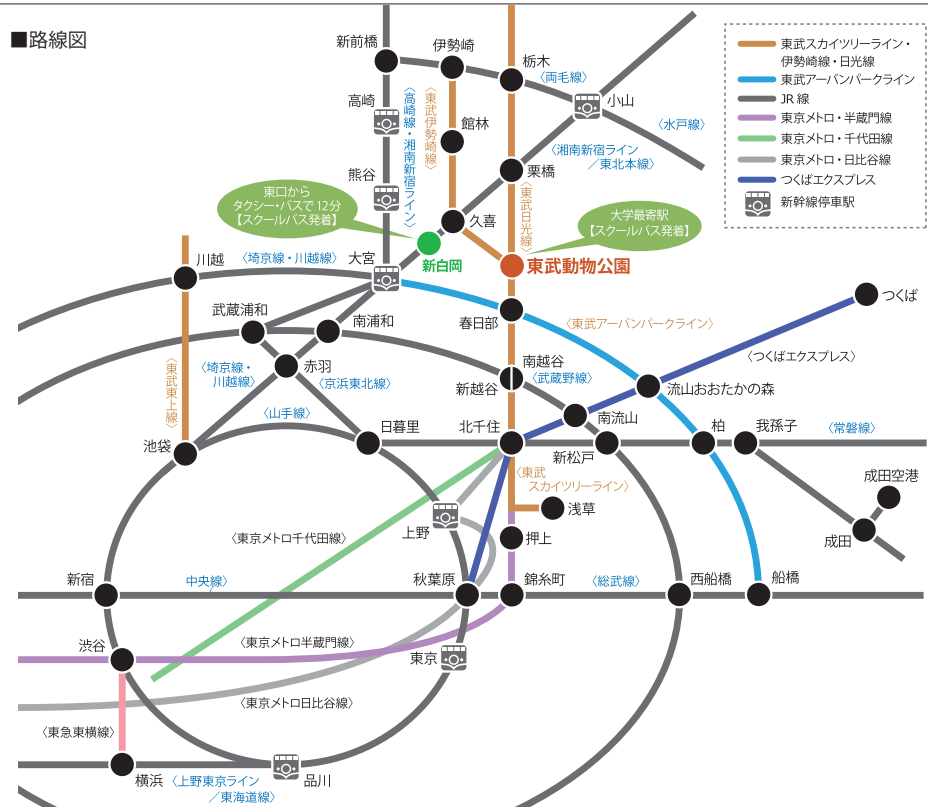 ■路線図
東武スカイツリーライン・
伊勢崎線・日光線
東武アーバンパークライン
JR 線
東京メトロ・半蔵門線
東京メトロ・千代田線
東京メトロ・日比谷線
つくばエクスプレス
新幹線停車駅
新前橋
伊勢崎
栃木
〈両毛線〉
高崎
小山
〈高崎線・湘南新宿ライン〉
〈東武伊勢崎線〉
館林
〈水戸線〉
〈湘南新宿ライン
／東北本線〉
熊谷
栗橋
東口から
タクシー・バスで12分
【スクールバス発着】
〈東武日光線〉
大学最寄駅
【スクールバス発着】
久喜
新白岡
東武動物公園
川越
〈埼京線・川越線〉
大宮
つくば
武蔵浦和
南浦和
春日部
〈東武アーバンパークライン〉
〈東武東上線〉
〈埼京線・
川越線〉
赤羽
〈京浜東北線〉
南越谷
新越谷
〈武蔵野線〉
〈つくばエクスプレス〉
流山おおたかの森
〈山手線〉
日暮里
北千住
南流山
柏
我孫子
〈常磐線〉
池袋
新松戸
〈東武
スカイツリーライン〉
成田空港
浅草
〈東京メトロ千代田線〉
上野
押上
成田
新宿
中央線〉
秋葉原
錦糸町
〈総武線〉
西船橋
船橋
渋谷
〈東京メトロ半蔵門線〉
東京
〈東京メトロ日比谷線〉
〈東急東横線〉
横浜
〈上野東京ライン
／東海道線〉
品川